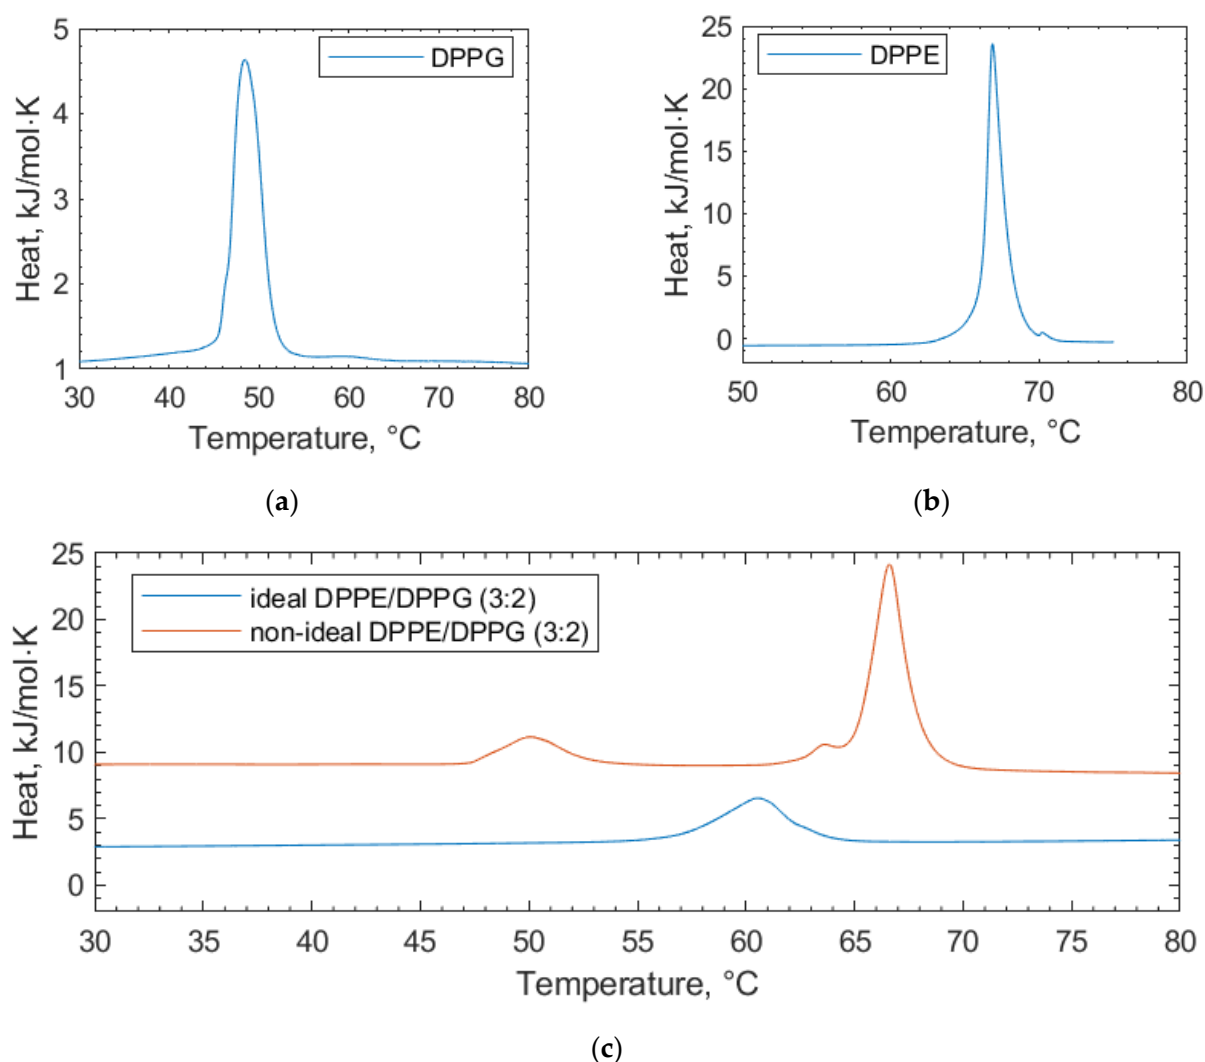 DPPG
Heat, kJ/mol·K
5
4
3
2
1
30 40 50 60 70 80
Temperature, °C
(a)
DPPE
Heat, kJ/mol·K
25
20
15
10
5
0
50 60 70 80
Temperature, °C
(b)
ideal DPPE/DPPG (3:2)
non-ideal DPPE/DPPG (3:2)
Heat, kJ/mol·K
25
20
15
10
5
0
30 35 40 45 50 55 60 65 70 75 80
Temperature, °C
(c)